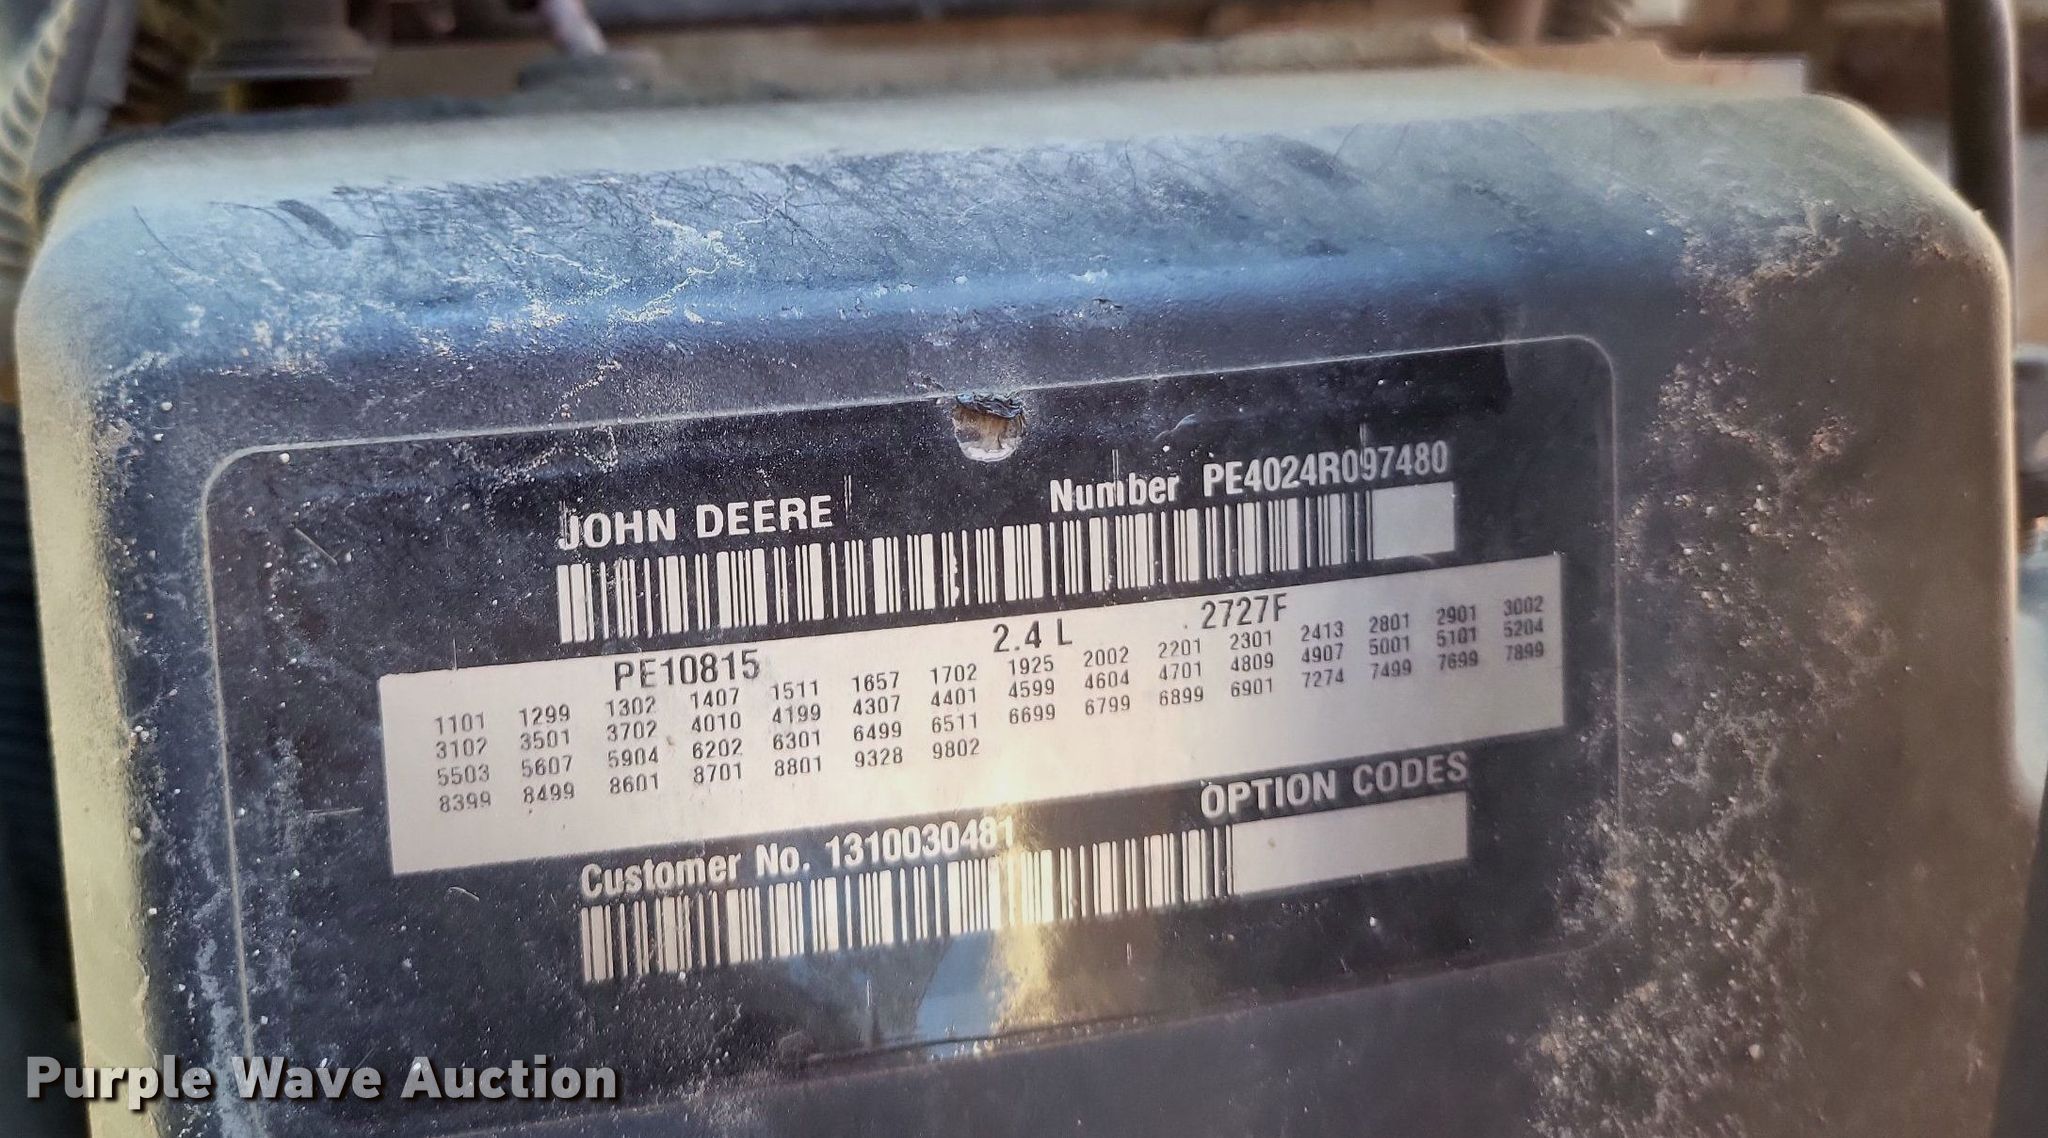 JOHN DEERE Number PE4024R097480
PE10815 2.4 L 2727F
1101 1299 1302 1407 1511 1657 1702 1925 2002 2201 2301 2413 2801 2901 3002
3102 3501 3702 4010 4199 4307 4401 4599 4604 4701 4809 4907 5001 5101 5204
5503 5607 5904 6202 6301 6499 6511 6699 6799 6899 6901 7274 7499 7699 7899
8399 8499 8601 8701 8801 9328 9802
OPTION CODES
Customer No. 1310030481
Purple Wave Auction